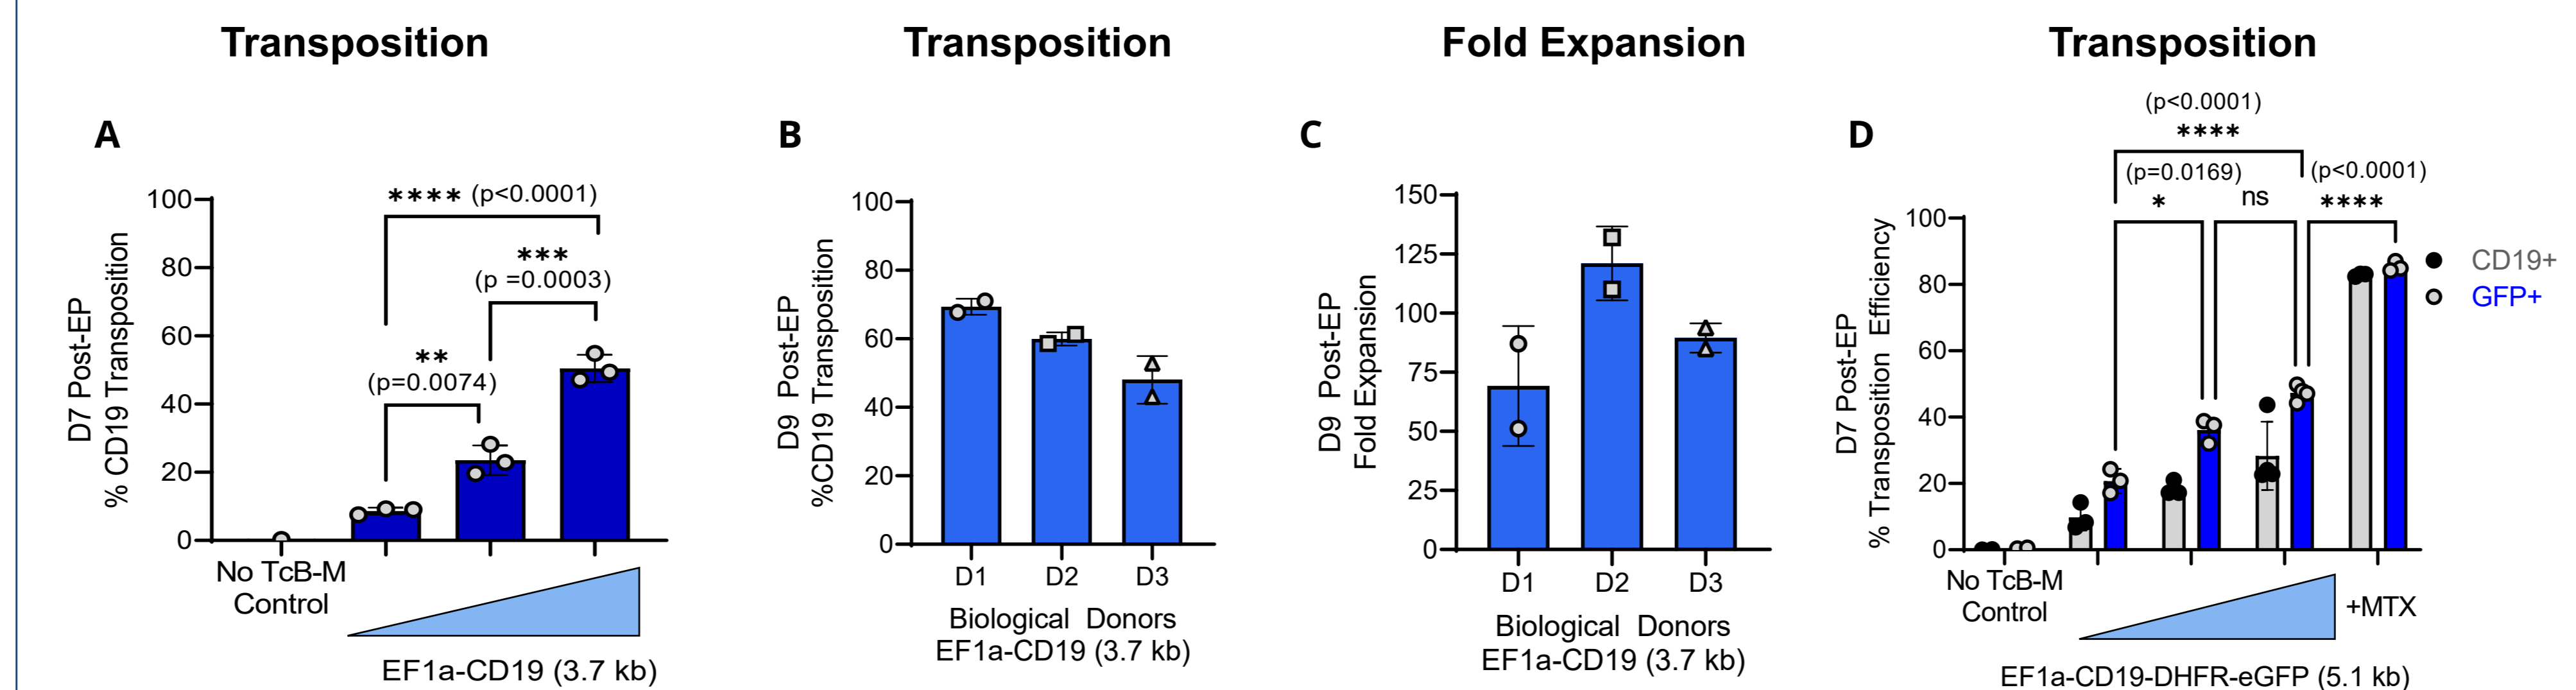 Transposition
A
D7 Post-EP
% CD19 Transposition
100
80
60
40
20
0
**** (p<0.0001)
***
(p =0.0003)
**
(p=0.0074)
No TcB-M
Control
EF1a-CD19 (3.7 kb)
Transposition
B
D9 Post-EP
%CD19 Transposition
100
80
60
40
20
0
D1 D2 D3
Biological Donors
EF1a-CD19 (3.7 kb)
Fold Expansion
C
D9 Post-EP
Fold Expansion
150
125
100
75
50
25
0
D1 D2 D3
Biological Donors
EF1a-CD19 (3.7 kb)
Transposition
D
D7 Post-EP
% Transposition Efficiency
100
80
60
40
20
0
(p<0.0001)
****
(p=0.0169) (p<0.0001)
* ns ****
CD19+
GFP+
No TcB-M
Control
+MTX
EF1a-CD19-DHFR-eGFP (5.1 kb)